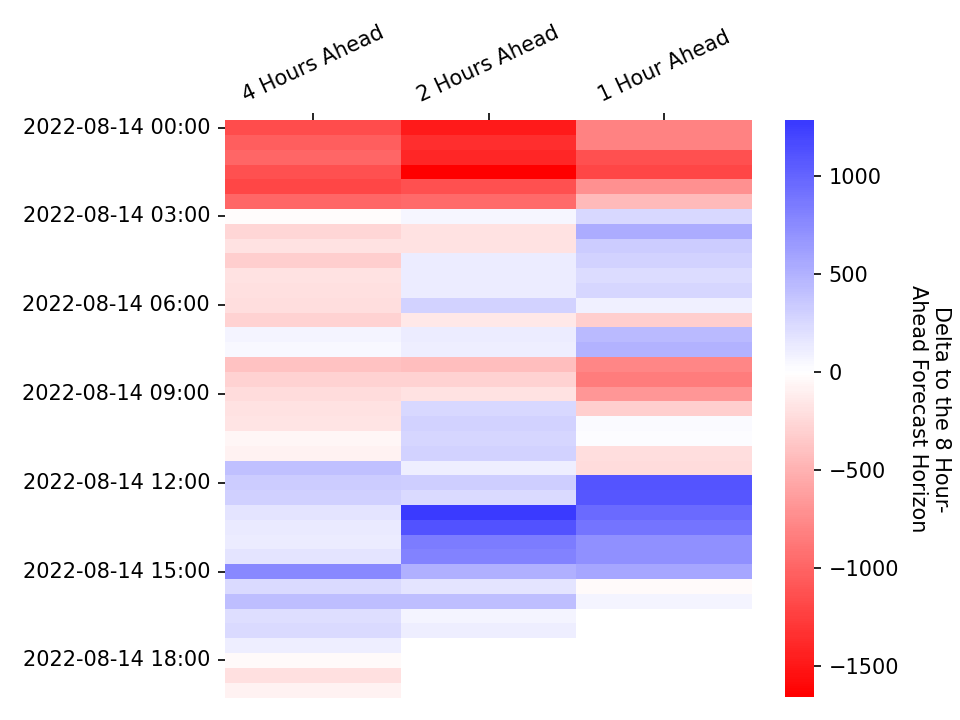 4 Hours Ahead
2 Hours Ahead
1 Hour Ahead
2022-08-14 00:00
2022-08-14 03:00
2022-08-14 06:00
2022-08-14 09:00
2022-08-14 12:00
2022-08-14 15:00
2022-08-14 18:00
1000
500
0
−500
−1000
−1500
Delta to the 8 Hour-
Ahead Forecast Horizon